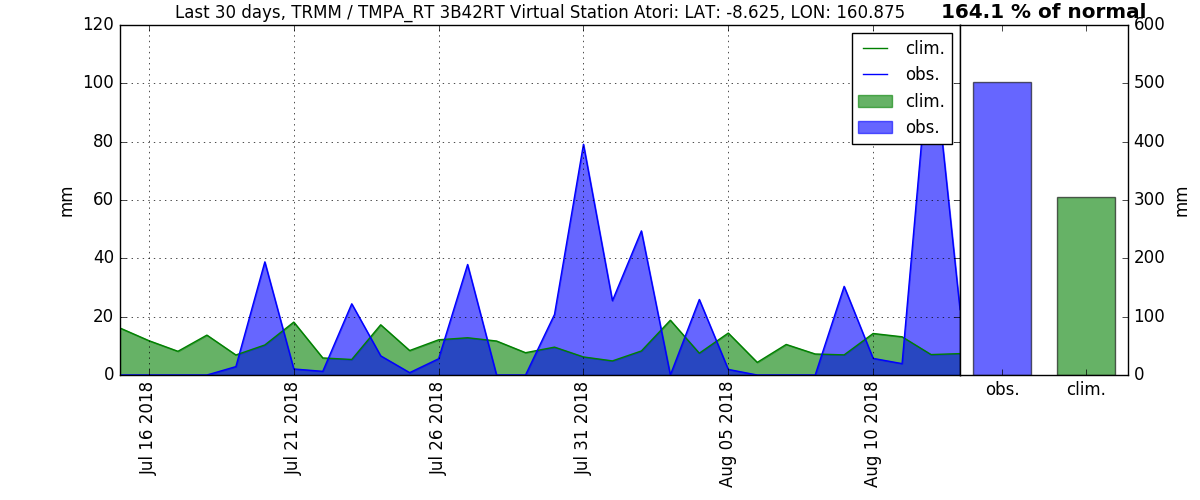 Last 30 days, TRMM / TMPA_RT 3B42RT Virtual Station Atori: LAT: -8.625, LON: 160.875
164.1 % of normal
120
100
80
60
40
20
0
mm
clim.
obs.
clim.
obs.
600
500
400
300
200
100
0
mm
Jul 16 2018
Jul 21 2018
Jul 26 2018
Jul 31 2018
Aug 05 2018
Aug 10 2018
obs.
clim.